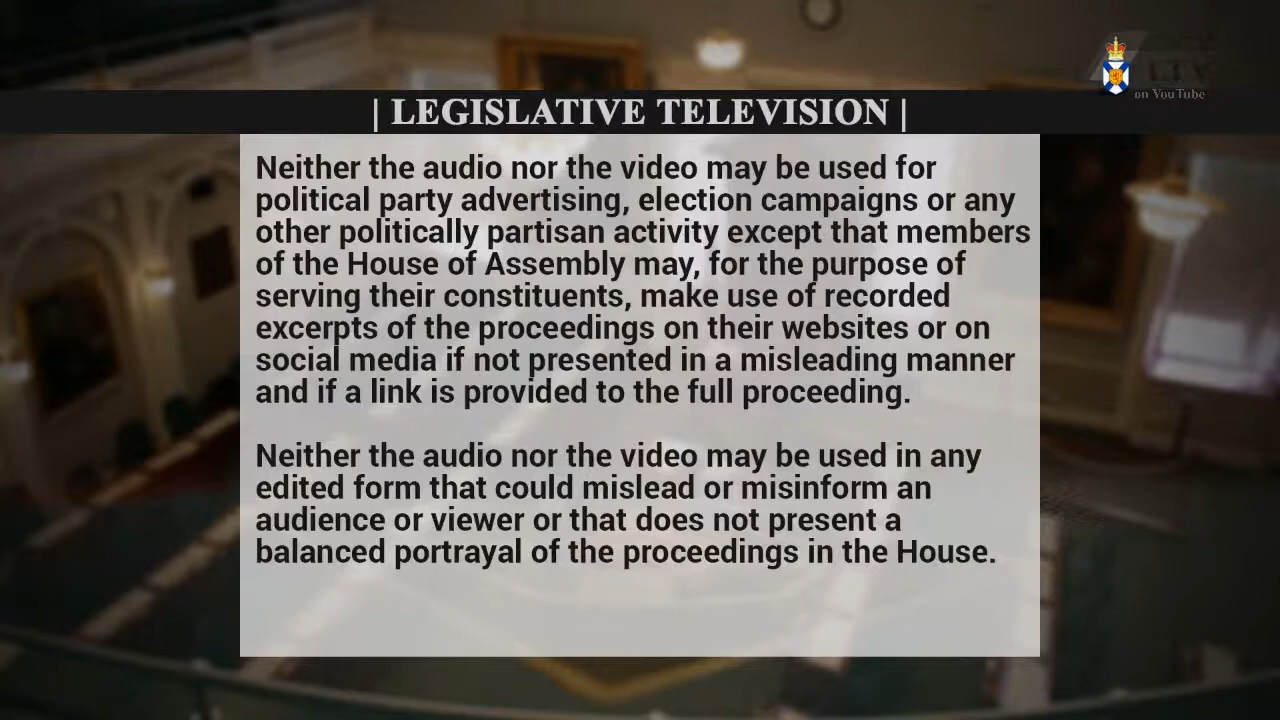 LTV
on YouTube
| LEGISLATIVE TELEVISION |
Neither the audio nor the video may be used for
political party advertising, election campaigns or any
other politically partisan activity except that members
of the House of Assembly may, for the purpose of
serving their constituents, make use of recorded
excerpts of the proceedings on their websites or on
social media if not presented in a misleading manner
and if a link is provided to the full proceeding.
Neither the audio nor the video may be used in any
edited form that could mislead or misinform an
audience or viewer or that does not present a
balanced portrayal of the proceedings in the House.